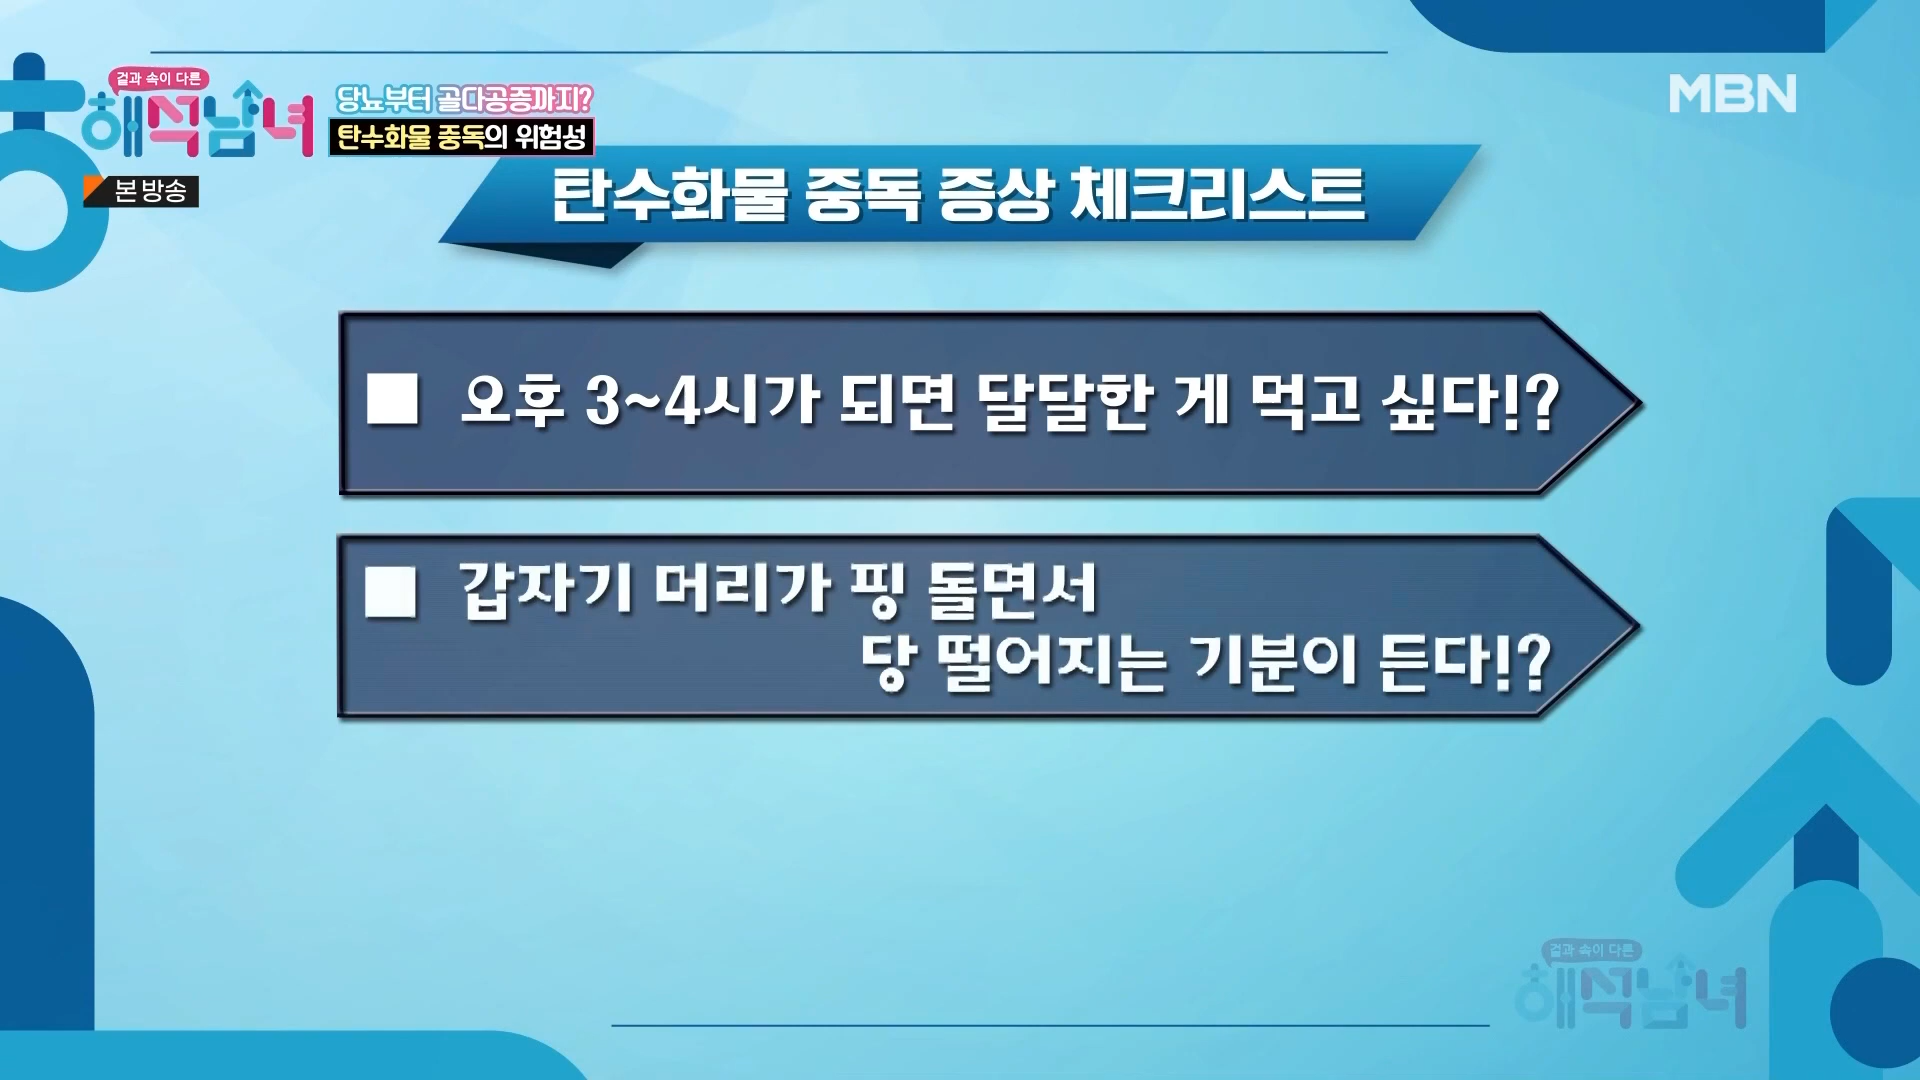 겉과 속이 다른
해석남녀
당뇨부터 골다공증까지?
탄수화물 중독의 위험성
본방송
MBN
탄수화물 중독 증상 체크리스트
오후 3~4시가 되면 달달한 게 먹고 싶다!?
갑자기 머리가 핑 돌면서
당 떨어지는 기분이 든다!?
겉과 속이 다른
해석남녀